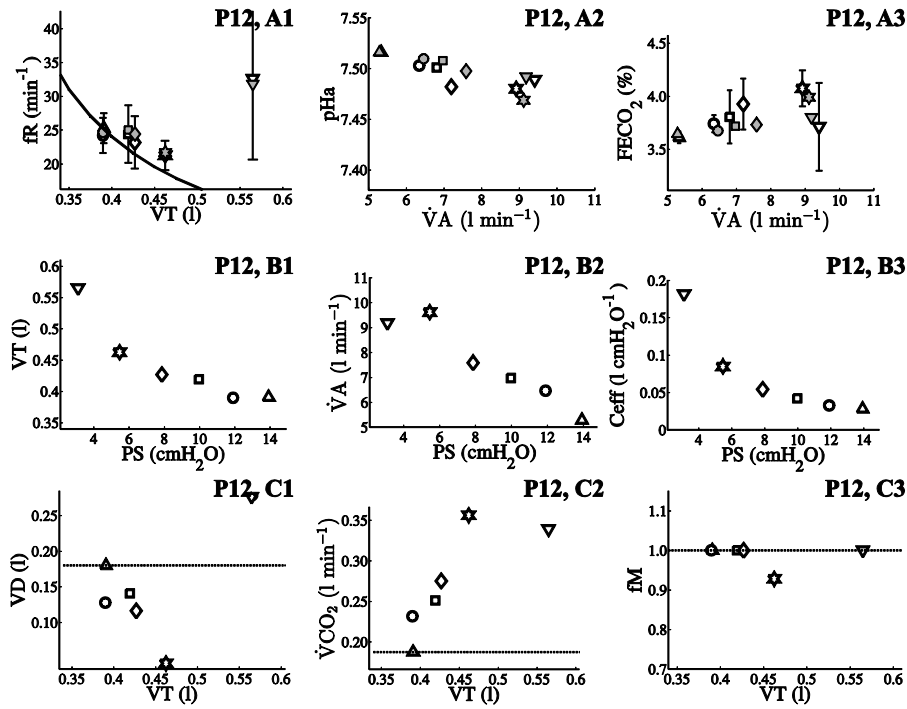 P12, A1
fR (min⁻¹)
40
35
30
25
20
0.35 0.4 0.45 0.5 0.55 0.6
VT (l)
P12, A2
pHa
7.55
7.50
7.45
7.40
5 6 7 8 9 10 11
V̇A (l min⁻¹)
P12, A3
FECO₂ (%)
4.5
4.0
3.5
5 6 7 8 9 10 11
V̇A (l min⁻¹)
P12, B1
VT (l)
0.6
0.55
0.5
0.45
0.4
0.35
4 6 8 10 12 14
PS (cmH₂O)
P12, B2
V̇A (l min⁻¹)
11
10
9
8
7
6
5
4 6 8 10 12 14
PS (cmH₂O)
P12, B3
Ceff (l cmH₂O⁻¹)
0.2
0.15
0.1
0.05
0
4 6 8 10 12 14
PS (cmH₂O)
P12, C1
VD (l)
0.25
0.20
0.15
0.10
0.35 0.4 0.45 0.5 0.55 0.6
VT (l)
P12, C2
V̇CO₂ (l min⁻¹)
0.35
0.30
0.25
0.20
0.35 0.4 0.45 0.5 0.55 0.6
VT (l)
P12, C3
fM
1.1
1.0
0.9
0.8
0.7
0.35 0.4 0.45 0.5 0.55 0.6
VT (l)